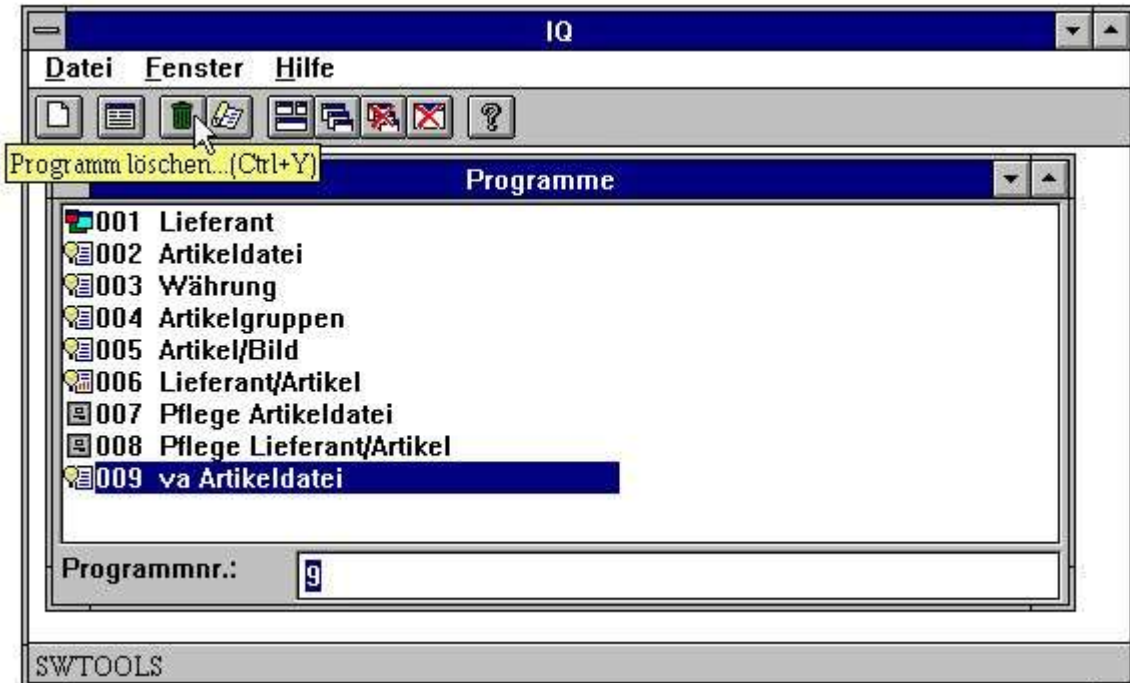 IQ
Datei Fenster Hilfe
Programm löschen...(Ctrl+Y)
Programme
001 Lieferant
002 Artikeldatei
003 Währung
004 Artikelgruppen
005 Artikel/Bild
006 Lieferant/Artikel
007 Pflege Artikeldatei
008 Pflege Lieferant/Artikel
009 va Artikeldatei
Programmnr.: 9
SWTOOLS